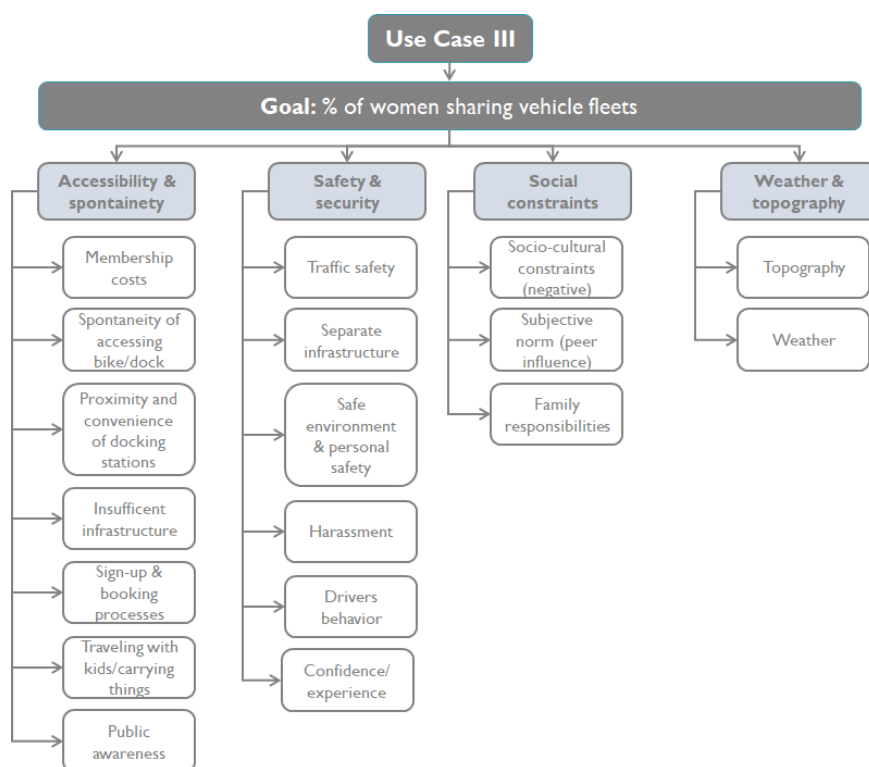 Use Case III
Goal: % of women sharing vehicle fleets
Accessibility &
spontainety
Membership
costs
Spontaneity of
accessing
bike/dock
Proximity and
convenience
of docking
stations
Insufficent
infrastructure
Sign-up &
booking
processes
Traveling with
kids/carrying
things
Public
awareness
Safety &
security
Traffic safety
Separate
infrastructure
Safe
environment
& personal
safety
Harassment
Drivers
behavior
Confidence/
experience
Social
constraints
Socio-cultural
constraints
(negative)
Subjective
norm (peer
influence)
Family
responsibilities
Weather &
topography
Topography
Weather